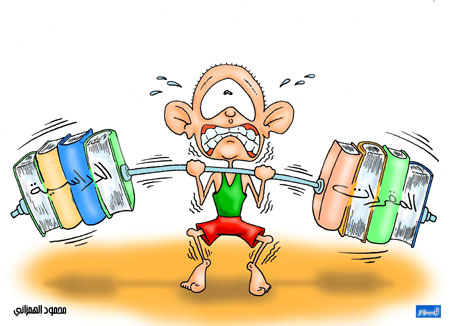 المقررات الدراسية
محمود الهمزاني
اليوم